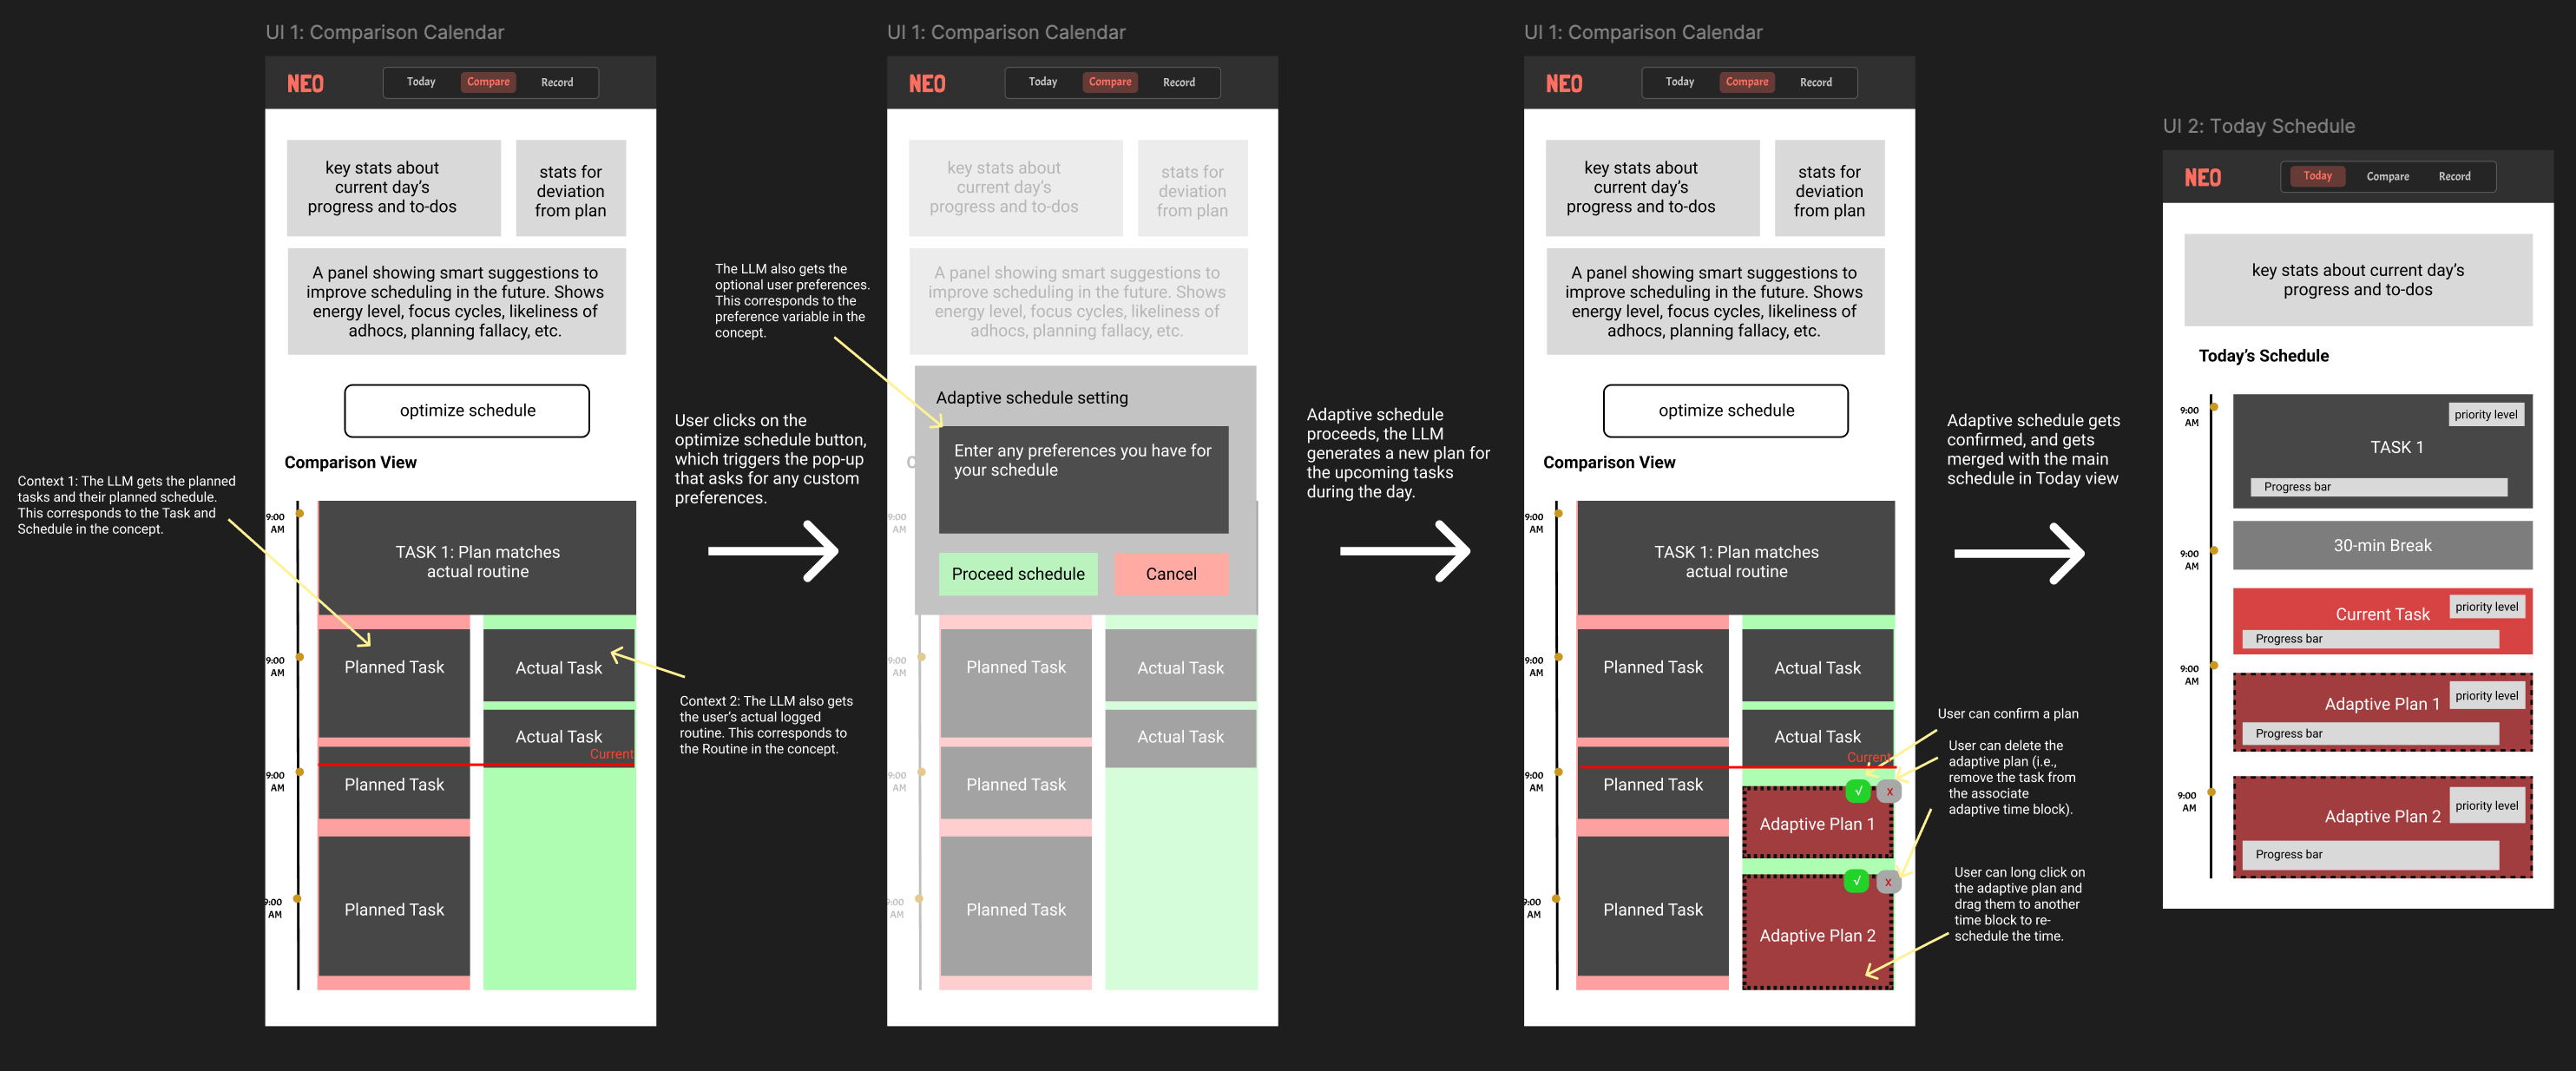 UI 1: Comparison Calendar
NEO
Today
Compare
Record
key stats about
current day's
progress and to-dos
stats for
deviation
from plan
A panel showing smart suggestions to
improve scheduling in the future. Shows
energy level, focus cycles, likeliness of
adhocs, planning fallacy, etc.
optimize schedule
Comparison View
Context 1: The LLM gets the planned
tasks and their planned schedule.
This corresponds to the Task and
Schedule in the concept.
9:00
AM
TASK 1: Plan matches
actual routine
9:00
AM
Planned Task
Actual Task
Actual Task
Current
9:00
AM
Planned Task
9:00
AM
Planned Task
Context 2: The LLM also gets
the user's actual logged
routine. This corresponds to
the Routine in the concept.
User clicks on the
optimize schedule button,
which triggers the pop-up
that asks for any custom
preferences.
The LLM also gets the
optional user preferences.
This corresponds to the
preference variable in the
concept.
UI 1: Comparison Calendar
NEO
Today
Compare
Record
key stats about
current day's
progress and to-dos
stats for
deviation
from plan
A panel showing smart suggestions to
improve scheduling in the future. Shows
energy level, focus cycles, likeliness of
adhocs, planning fallacy, etc.
Adaptive schedule setting
Enter any preferences you have for
your schedule
Proceed schedule
Cancel
9:00
AM
9:00
AM
Planned Task
Actual Task
Actual Task
9:00
AM
Planned Task
9:00
AM
Planned Task
Adaptive schedule
proceeds, the LLM
generates a new plan for
the upcoming tasks
during the day.
UI 1: Comparison Calendar
NEO
Today
Compare
Record
key stats about
current day's
progress and to-dos
stats for
deviation
from plan
A panel showing smart suggestions to
improve scheduling in the future. Shows
energy level, focus cycles, likeliness of
adhocs, planning fallacy, etc.
optimize schedule
Comparison View
9:00
AM
TASK 1: Plan matches
actual routine
9:00
AM
Planned Task
Actual Task
Actual Task
Current
9:00
AM
Planned Task
√
x
Adaptive Plan 1
9:00
AM
Planned Task
√
x
Adaptive Plan 2
User can confirm a plan
User can delete the
adaptive plan (i.e.,
remove the task from
the associate
adaptive time block).
User can long click on
the adaptive plan and
drag them to another
time block to re-
schedule the time.
Adaptive schedule gets
confirmed, and gets
merged with the main
schedule in Today view
UI 2: Today Schedule
NEO
Today
Compare
Record
key stats about current day's
progress and to-dos
Today's Schedule
9:00
AM
priority level
TASK 1
Progress bar
9:00
AM
30-min Break
priority level
Current Task
Progress bar
9:00
AM
priority level
Adaptive Plan 1
Progress bar
9:00
AM
priority level
Adaptive Plan 2
Progress bar